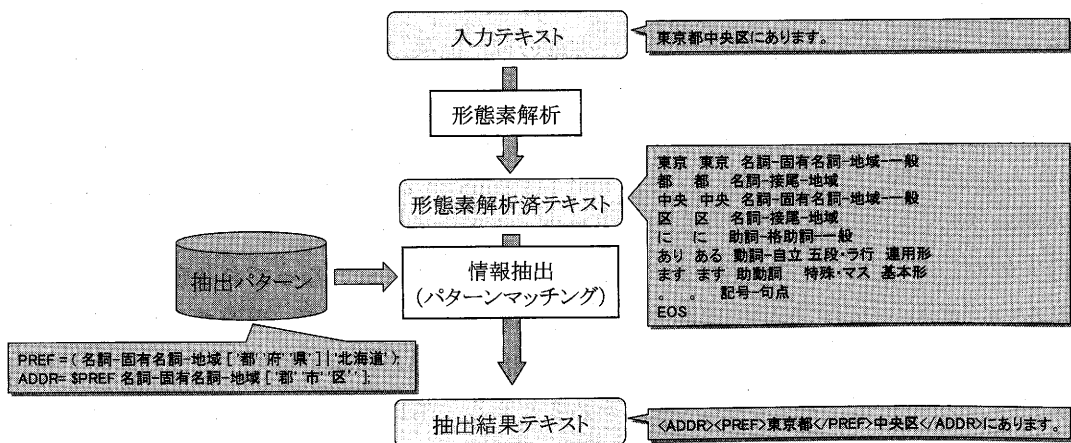 入力テキスト
東京都中央区にあります。
形態素解析
東京 東京 名詞-固有名詞-地域-一般
都 都 名詞-接尾-地域
中央 中央 名詞-固有名詞-地域-一般
区 区 名詞-接尾-地域
に に 助詞-格助詞-一般
あり ある 動詞-自立 五段・ラ行 連用形
ます ます 助動詞 特殊・マス 基本形
。 。 記号-句点
EOS
形態素解析済テキスト
抽出パターン
情報抽出
(パターンマッチング)
PREF = ( 名詞-固有名詞-地域 [ '都' '府' '県' ] | '北海道' );
ADDR= $PREF 名詞-固有名詞-地域 [ '郡' '市' '区' ' ];
抽出結果テキスト
<ADDR><PREF>東京都</PREF>中央区</ADDR>にあります。